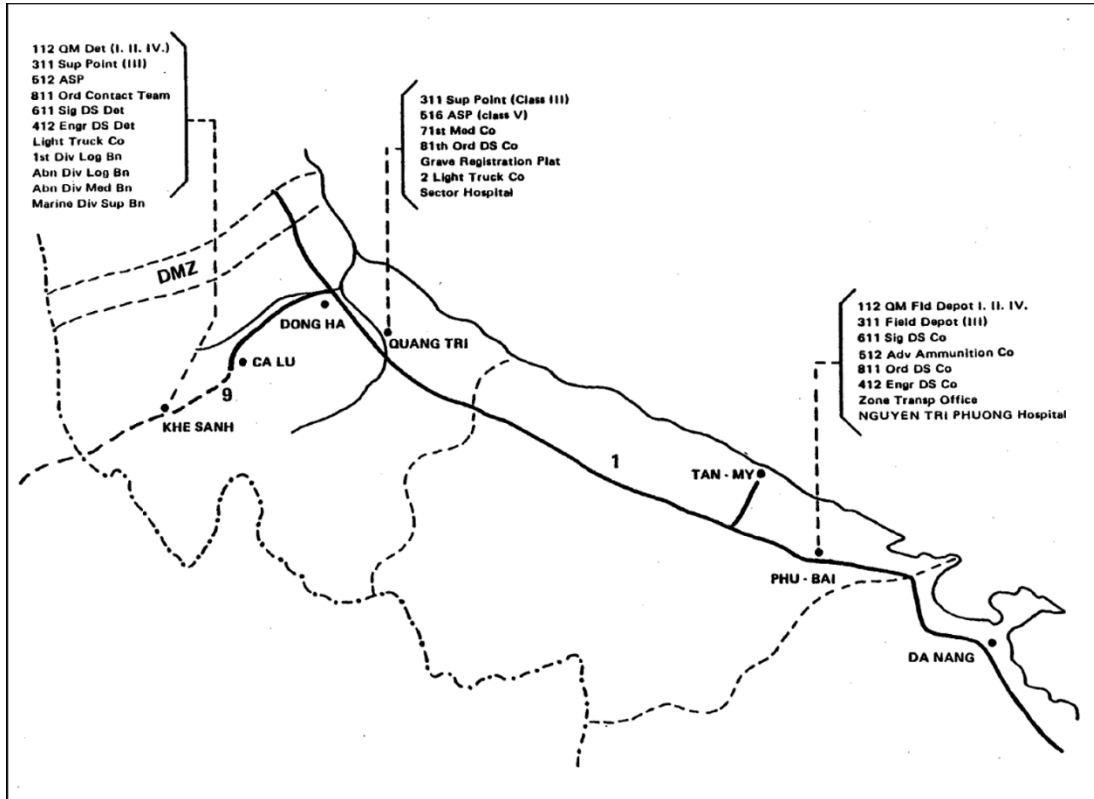 112 QM Det (I. II. IV.)
311 Sup Point (III)
512 ASP
811 Ord Contact Team
611 Sig DS Det
412 Engr DS Det
Light Truck Co
1st Div Log Bn
Abn Div Log Bn
Abn Div Med Bn
Marine Div Sup Bn
311 Sup Point (Class III)
516 ASP (class V)
71st Med Co
81th Ord DS Co
Grave Registration Plat
2 Light Truck Co
Sector Hospital
112 QM Fld Depot I. II. IV.
311 Field Depot (III)
611 Sig DS Co
512 Adv Ammunition Co
811 Ord DS Co
412 Engr DS Co
Zone Transp Office
NGUYEN TRI PHUONG Hospital
DMZ
DONG HA
QUANG TRI
CA LU
9
KHE SANH
1
TAN - MY
PHU - BAI
DA NANG